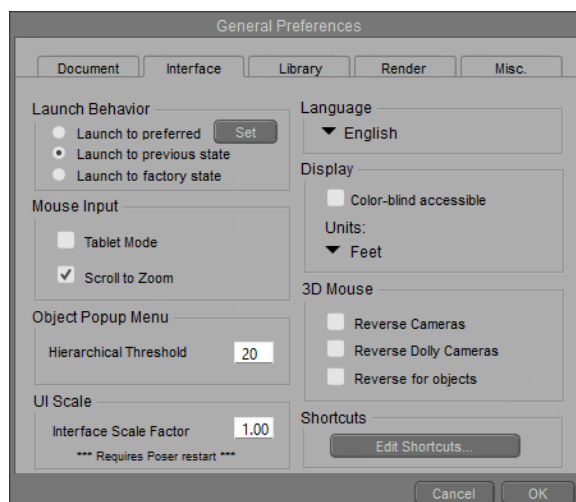 General Preferences
Document
Interface
Library
Render
Misc.
Launch Behavior
Launch to preferred
Set
Launch to previous state
Launch to factory state
Mouse Input
Tablet Mode
Scroll to Zoom
Object Popup Menu
Hierarchical Threshold
20
UI Scale
Interface Scale Factor
1.00
*** Requires Poser restart ***
Language
English
Display
Color-blind accessible
Units:
Feet
3D Mouse
Reverse Cameras
Reverse Dolly Cameras
Reverse for objects
Shortcuts
Edit Shortcuts...
Cancel
OK